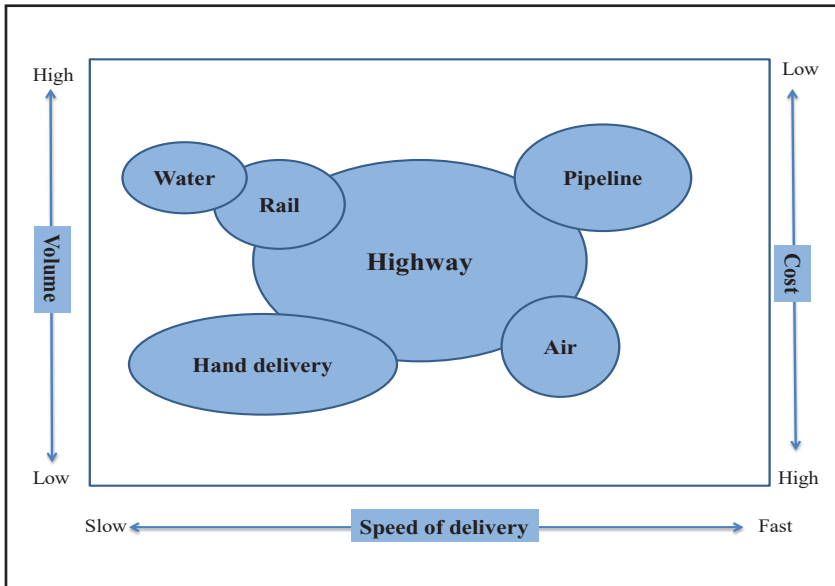 High
Low
Water
Pipeline
Rail
Highway
Volume
Cost
Air
Hand delivery
Low
High
Slow
Speed of delivery
Fast